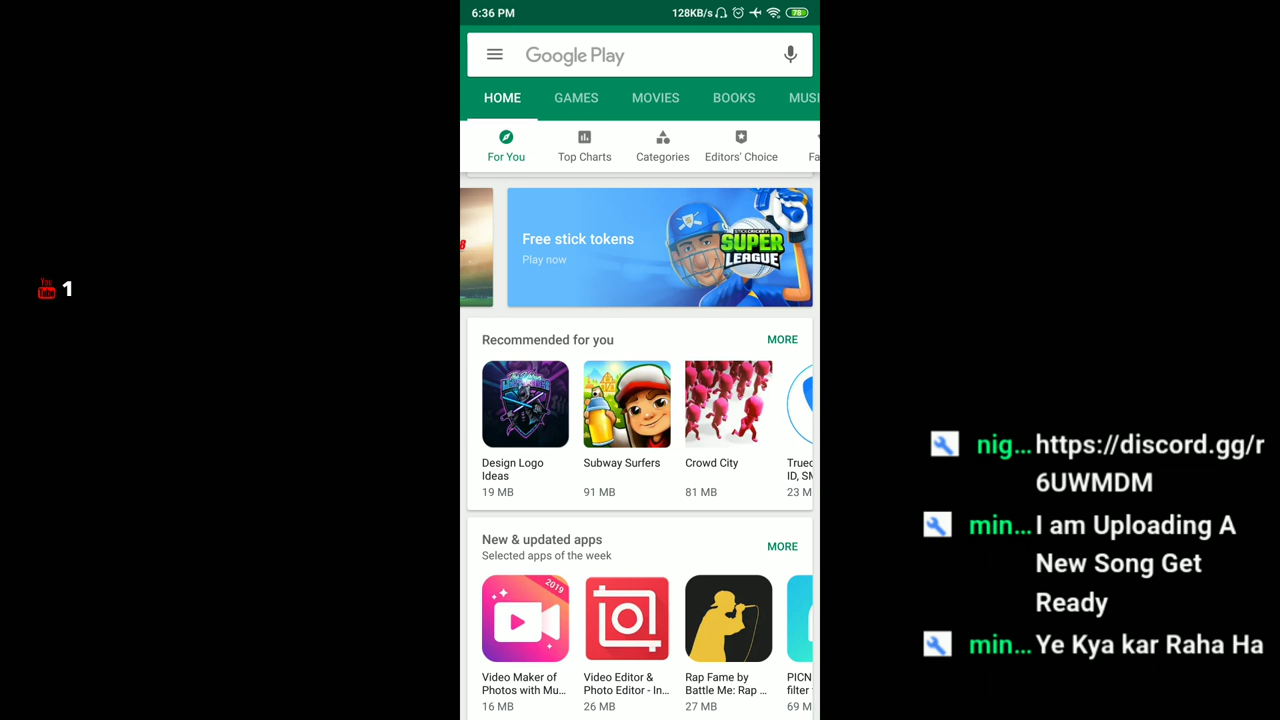 6:36 PM
128KB/s
78
Google Play
HOME GAMES MOVIES BOOKS MUSI
For You Top Charts Categories Editors' Choice Fa
Free stick tokens
Play now
STICK CRICKET
SUPER
LEAGUE
You
Tube 1
Recommended for you MORE
Design Logo
Ideas
19 MB
Subway Surfers
91 MB
Crowd City
81 MB
Truec
ID, SM
23 M
New & updated apps
Selected apps of the week
MORE
2019
Video Maker of
Photos with Mu...
16 MB
Video Editor &
Photo Editor - In...
26 MB
Rap Fame by
Battle Me: Rap ...
27 MB
PICN
filter
69 M
nig... https://discord.gg/r
6UWMDM
min... I am Uploading A
New Song Get
Ready
min... Ye Kya kar Raha Ha